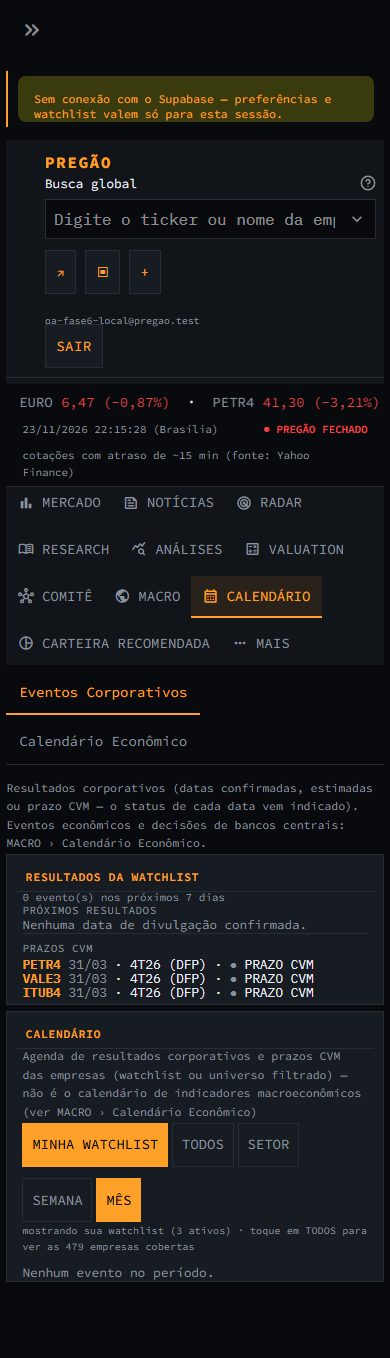 Sem conexão com o Supabase — preferências e
watchlist valem só para esta sessão.
PREGÃO
Busca global
Digite o ticker ou nome da emp
qa-fase6-local@pregao.test
SAIR
EURO 6,47 (-0,87%) • PETR4 41,30 (-3,21%)
23/11/2026 22:15:28 (Brasília) ● PREGÃO FECHADO
cotações com atraso de ~15 min (fonte: Yahoo
Finance)
MERCADO NOTÍCIAS RADAR
RESEARCH ANÁLISES VALUATION
COMITÊ MACRO CALENDÁRIO
CARTEIRA RECOMENDADA MAIS
Eventos Corporativos
Calendário Econômico
Resultados corporativos (datas confirmadas, estimadas
ou prazo CVM — o status de cada data vem indicado).
Eventos econômicos e decisões de bancos centrais:
MACRO › Calendário Econômico.
RESULTADOS DA WATCHLIST
0 evento(s) nos próximos 7 dias
PRÓXIMOS RESULTADOS
Nenhuma data de divulgação confirmada.
PRAZOS CVM
PETR4 31/03 · 4T26 (DFP) · ● PRAZO CVM
VALE3 31/03 · 4T26 (DFP) · ● PRAZO CVM
ITUB4 31/03 · 4T26 (DFP) · ● PRAZO CVM
CALENDÁRIO
Agenda de resultados corporativos e prazos CVM
das empresas (watchlist ou universo filtrado) —
não é o calendário de indicadores macroeconômicos
(ver MACRO › Calendário Econômico)
MINHA WATCHLIST TODOS SETOR
SEMANA MÊS
mostrando sua watchlist (3 ativos) · toque em TODOS para
ver as 479 empresas cobertas
Nenhum evento no período.